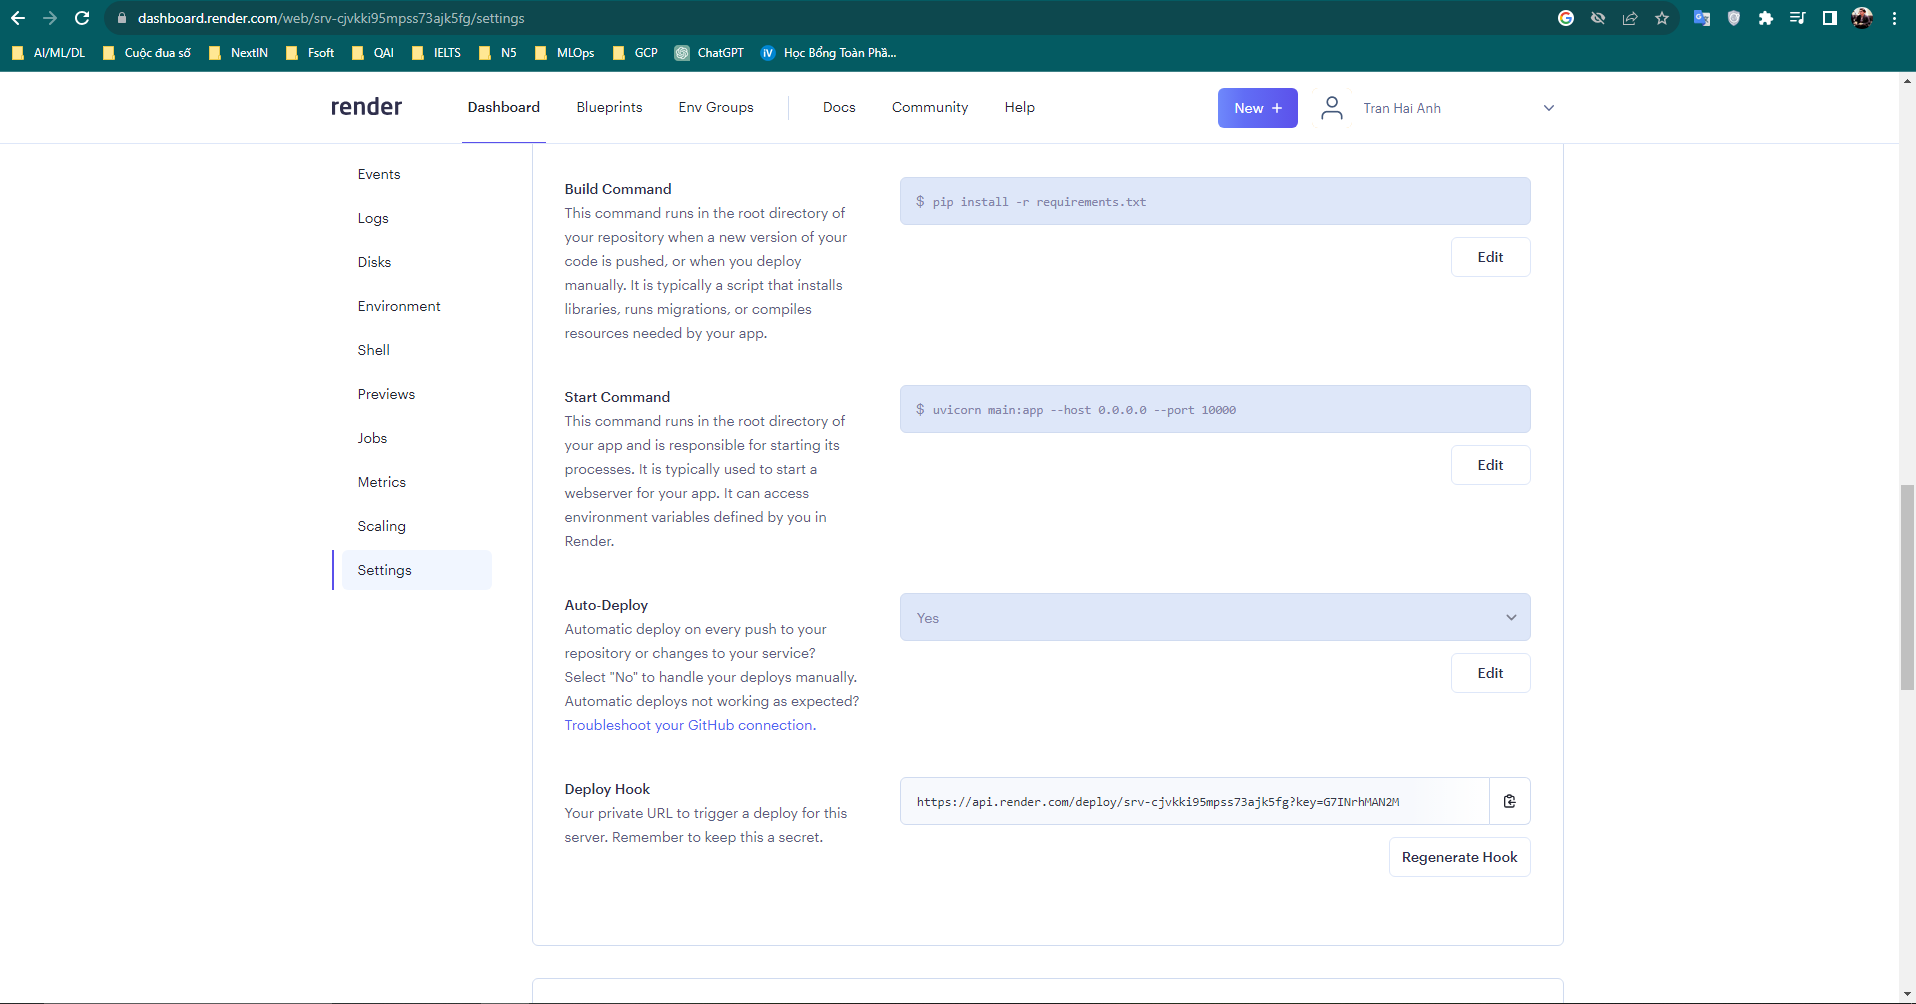 dashboard.render.com/web/srv-cjvkki95mpss73ajk5fg/settings
AI/ML/DL Cuộc đua số NextIN Fsoft QAI IELTS N5 MLOps GCP ChatGPT iV Học Bổng Toàn Phầ...
render Dashboard Blueprints Env Groups Docs Community Help New + Tran Hai Anh
Events
Logs
Disks
Environment
Shell
Previews
Jobs
Metrics
Scaling
Settings
Build Command
This command runs in the root directory of
your repository when a new version of your
code is pushed, or when you deploy
manually. It is typically a script that installs
libraries, runs migrations, or compiles
resources needed by your app.
$ pip install -r requirements.txt
Edit
Start Command
This command runs in the root directory of
your app and is responsible for starting its
processes. It is typically used to start a
webserver for your app. It can access
environment variables defined by you in
Render.
$ uvicorn main:app --host 0.0.0.0 --port 10000
Edit
Auto-Deploy
Automatic deploy on every push to your
repository or changes to your service?
Select "No" to handle your deploys manually.
Automatic deploys not working as expected?
Troubleshoot your GitHub connection.
Yes
Edit
Deploy Hook
Your private URL to trigger a deploy for this
server. Remember to keep this a secret.
https://api.render.com/deploy/srv-cjvkki95mpss73ajk5fg?key=G7INrhMAN2M
Regenerate Hook